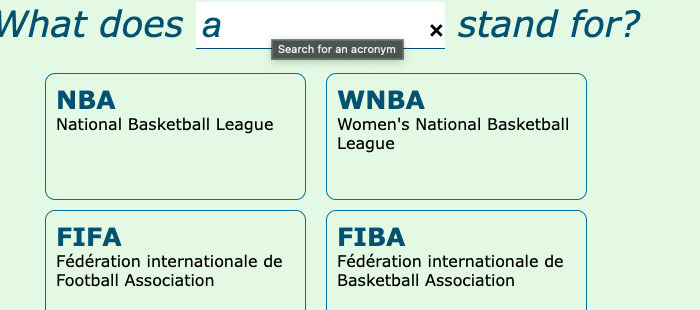 What does a × stand for?
Search for an acronym
NBA
National Basketball League
WNBA
Women's National Basketball
League
FIFA
Fédération internationale de
Football Association
FIBA
Fédération internationale de
Basketball Association